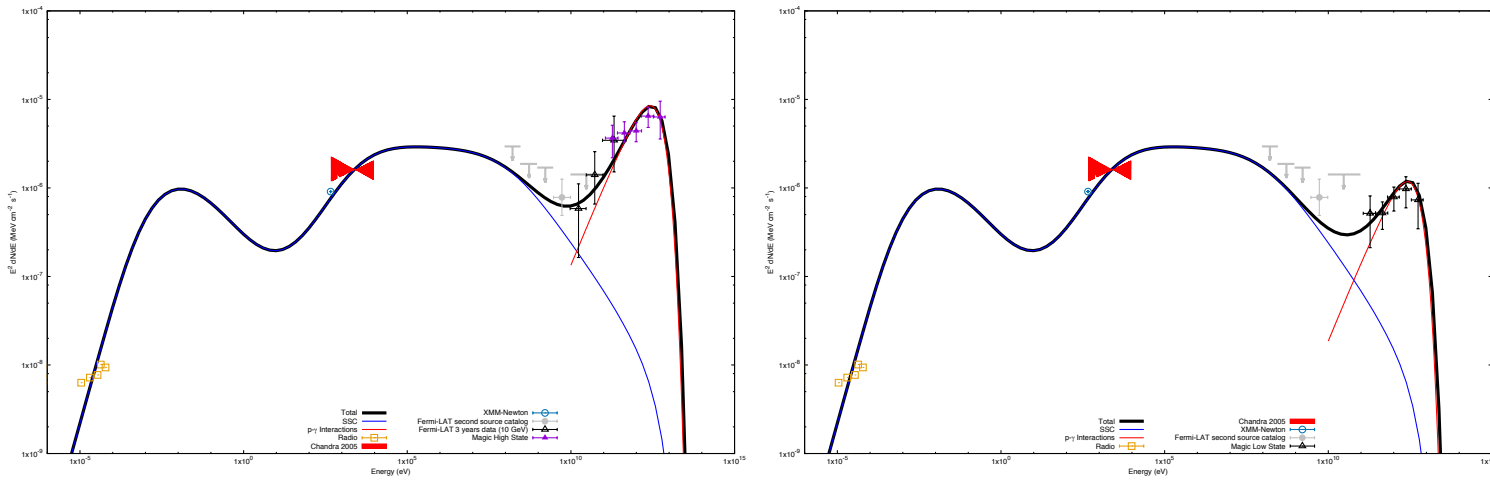 1x10-4
1x10-5
1x10-6
1x10-7
1x10-8
1x10-9
E2 dN/dE (MeV cm-2 s-1)
1x10-5
1x100
1x105
1x1010
1x1015
Energy (eV)
Total
SSC
p-γ Interactions
Radio
Chandra 2005
XMM-Newton
Fermi-LAT second source catalog
Fermi-LAT 3 years data (10 GeV)
Magic High State
1x10-4
1x10-5
1x10-6
1x10-7
1x10-8
1x10-9
E2 dN/dE (MeV cm-2 s-1)
1x10-5
1x100
1x105
1x1010
Energy (eV)
Total
SSC
p-γ Interactions
Radio
Chandra 2005
XMM-Newton
Fermi-LAT second source catalog
Magic Low State